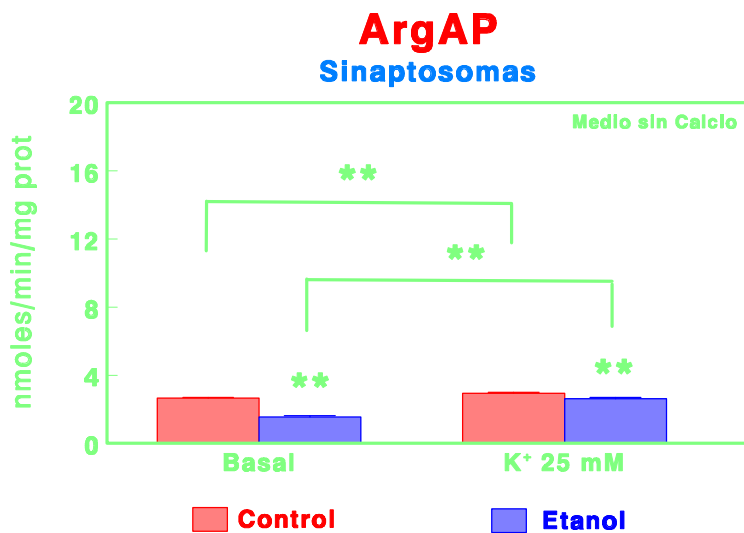 ArgAP
Sinaptosomas
Medio sin Calcio
nmoles/min/mg prot
20
16
12
8
4
0
**
**
**
**
Basal
K⁺ 25 mM
Control
Etanol